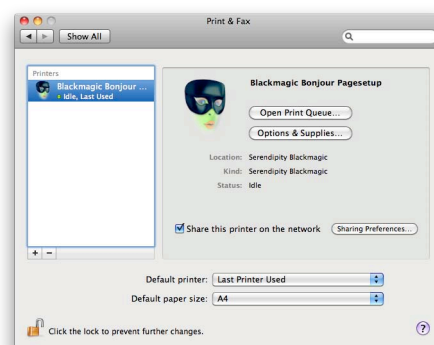 Print & Fax
Show All
Printers
Blackmagic Bonjour ...
Idle, Last Used
Blackmagic Bonjour Pagesetup
Open Print Queue...
Options & Supplies...
Location: Serendipity Blackmagic
Kind: Serendipity Blackmagic
Status: Idle
Share this printer on the network
Sharing Preferences...
+ −
Default printer: Last Printer Used
Default paper size: A4
Click the lock to prevent further changes.
?